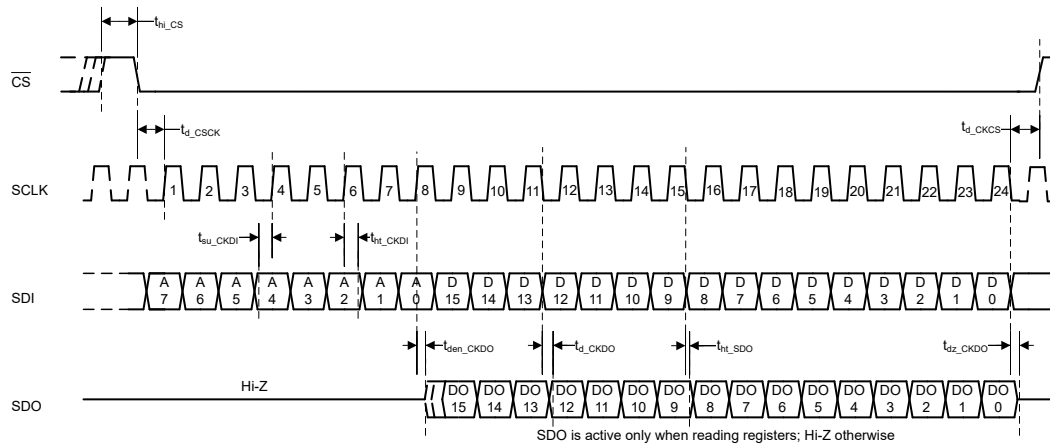 t_hi_CS
CS
t_d_CSCK
t_d_CKCS
SCLK
1 2 3 4 5 6 7 8 9 10 11 12 13 14 15 16 17 18 19 20 21 22 23 24
t_su_CKDI
t_ht_CKDI
SDI
A A A A A A A A D D D D D D D D D D D D D D D D
7 6 5 4 3 2 1 0 15 14 13 12 11 10 9 8 7 6 5 4 3 2 1 0
t_den_CKDO
t_d_CKDO
t_ht_SDO
t_dz_CKDO
Hi-Z
SDO
DO DO DO DO DO DO DO DO DO DO DO DO DO DO DO DO
15 14 13 12 11 10 9 8 7 6 5 4 3 2 1 0
SDO is active only when reading registers; Hi-Z otherwise